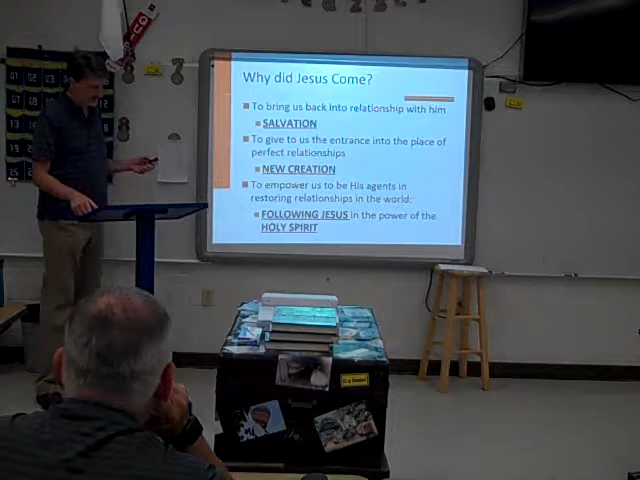 Why did Jesus Come?
To bring us back into relationship with him
SALVATION
To give to us the entrance into the place of
perfect relationships
NEW CREATION
To empower us to be His agents in
restoring relationships in the world:
FOLLOWING JESUS in the power of the
HOLY SPIRIT